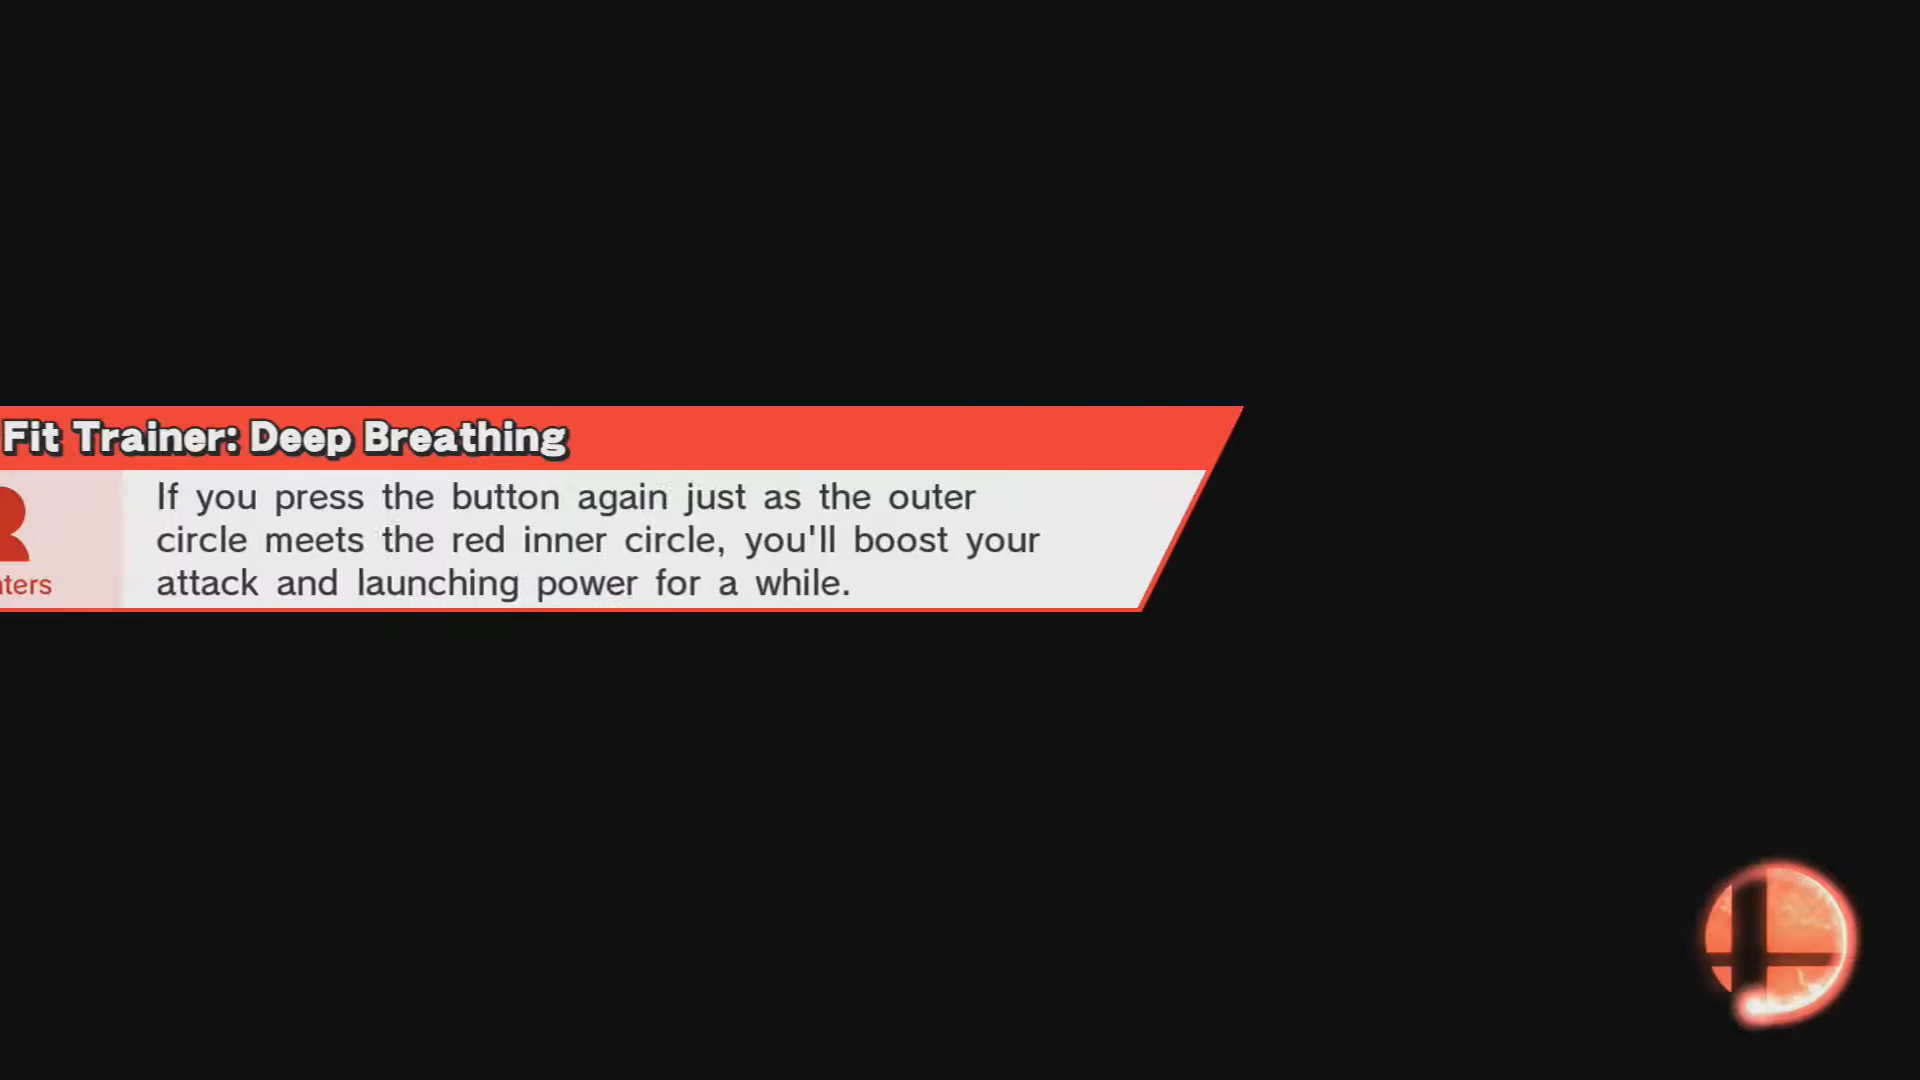 Fit Trainer: Deep Breathing
If you press the button again just as the outer
circle meets the red inner circle, you'll boost your
attack and launching power for a while.